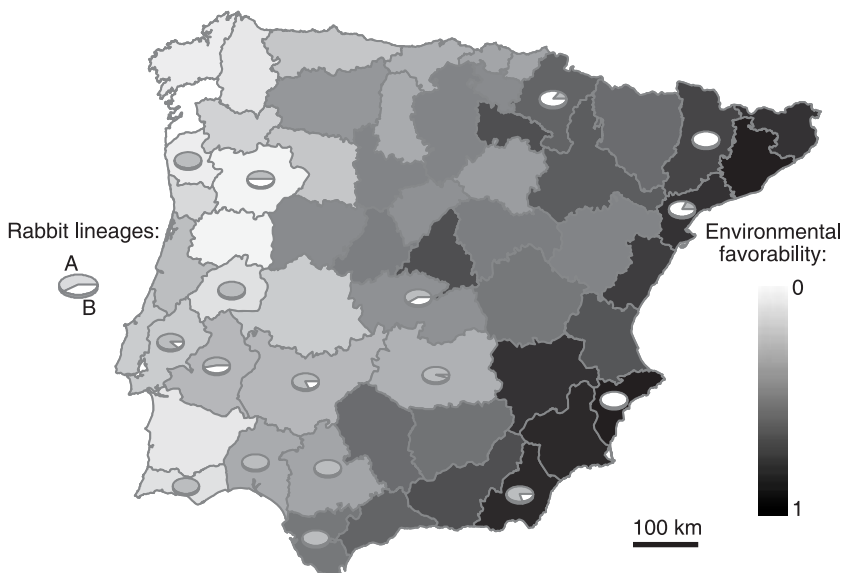 Rabbit lineages:
A
B
Environmental
favorability:
0
1
100 km